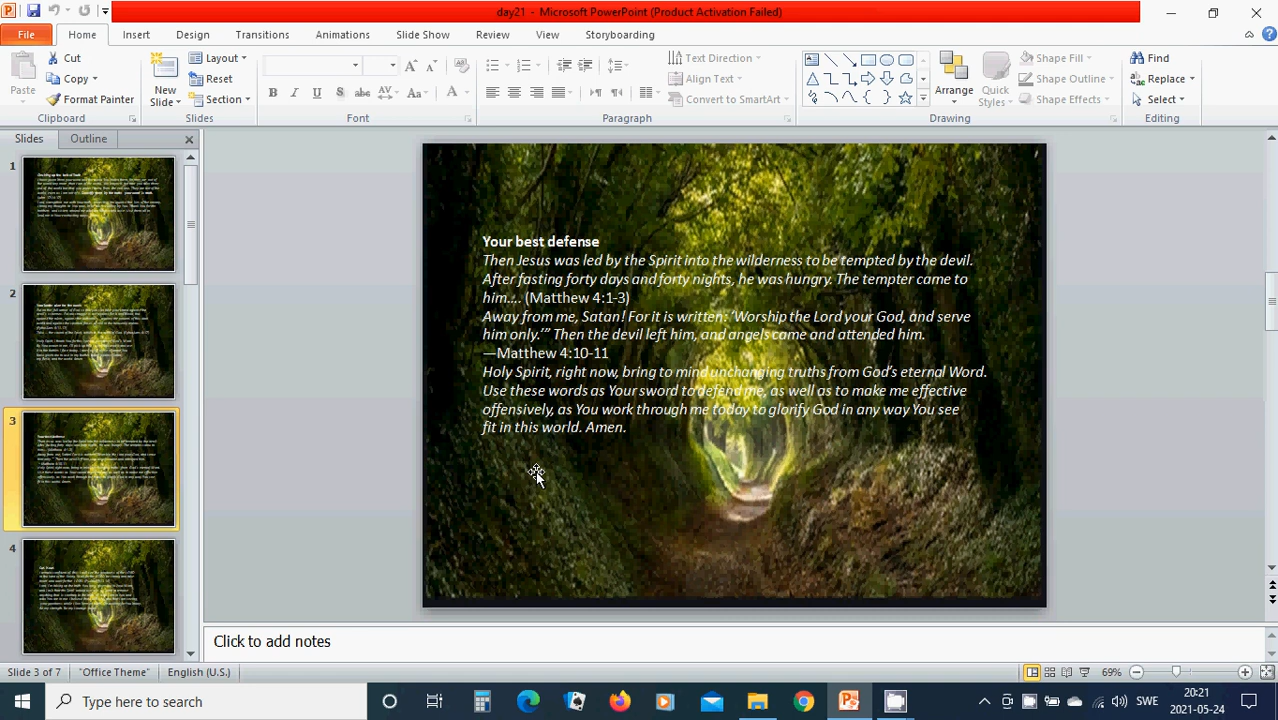 day21 - Microsoft PowerPoint (Product Activation Failed)
File Home Insert Design Transitions Animations Slide Show Review View Storyboarding
Paste
Cut
Copy
Format Painter
Clipboard
New Slide
Layout
Reset
Section
Slides
B I U S abc AV Aa A
Font
Paragraph
Text Direction
Align Text
Convert to SmartArt
Arrange
Quick Styles
Shape Fill
Shape Outline
Shape Effects
Drawing
Find
Replace
Select
Editing
Slides Outline
1
2
3
4
Your best defense
Then Jesus was led by the Spirit into the wilderness to be tempted by the devil.
After fasting forty days and forty nights, he was hungry. The tempter came to
him…. (Matthew 4:1-3)
Away from me, Satan! For it is written: ‘Worship the Lord your God, and serve
him only.’” Then the devil left him, and angels came and attended him.
Matthew 4:10-11
Holy Spirit, right now, bring to mind unchanging truths from God’s eternal Word.
Use these words as Your sword to defend me, as well as to make me effective
offensively, as You work through me today to glorify God in any way You see
fit in this world. Amen.
Click to add notes
Slide 3 of 7 "Office Theme" English (U.S.) 69%
Type here to search
SWE
20:21
2021-05-24